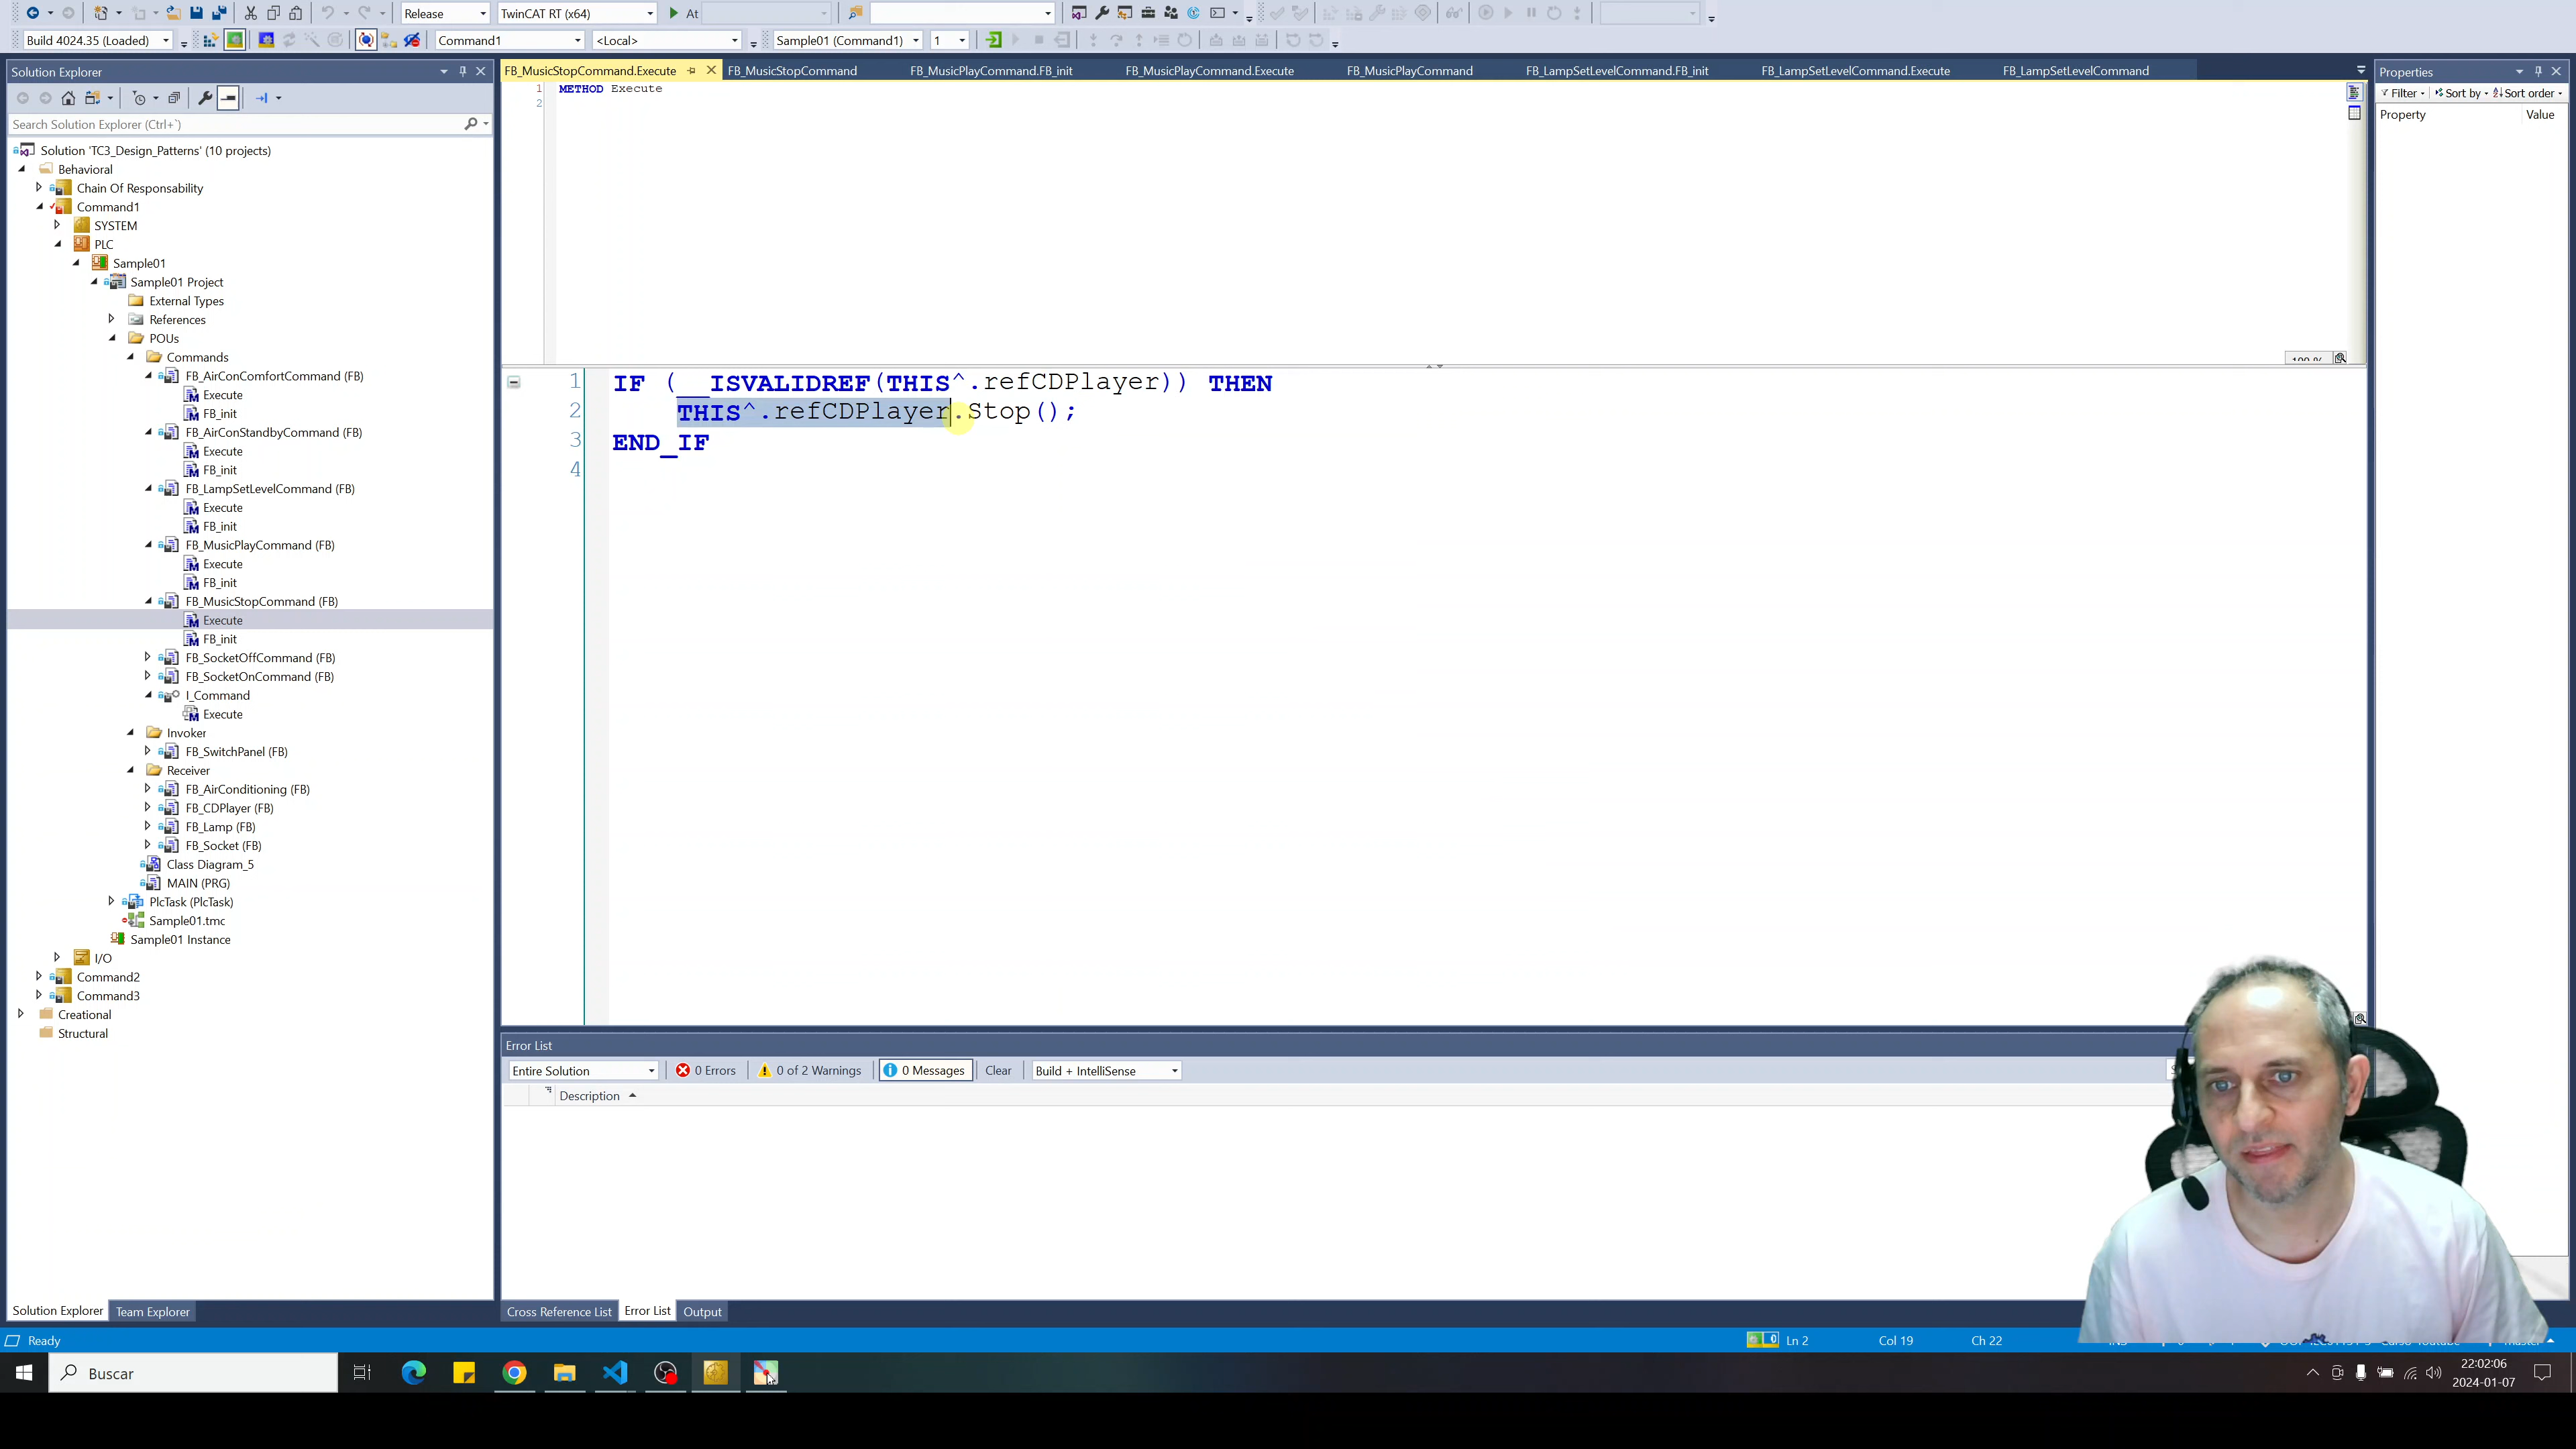 Release
TwinCAT RT (x64)
At
Build 4024.35 (Loaded)
Command1
<Local>
Sample01 (Command1)
1
Solution Explorer
Search Solution Explorer (Ctrl+`)
Solution 'TC3_Design_Patterns' (10 projects)
Behavioral
Chain Of Responsability
Command1
SYSTEM
PLC
Sample01
Sample01 Project
External Types
References
POUs
Commands
FB_AirConComfortCommand (FB)
Execute
FB_init
FB_AirConStandbyCommand (FB)
Execute
FB_init
FB_LampSetLevelCommand (FB)
Execute
FB_init
FB_MusicPlayCommand (FB)
Execute
FB_init
FB_MusicStopCommand (FB)
Execute
FB_init
FB_SocketOffCommand (FB)
FB_SocketOnCommand (FB)
I_Command
Execute
Invoker
FB_SwitchPanel (FB)
Receiver
FB_AirConditioning (FB)
FB_CDPlayer (FB)
FB_Lamp (FB)
FB_Socket (FB)
Class Diagram_5
MAIN (PRG)
PlcTask (PlcTask)
Sample01.tmc
Sample01 Instance
I/O
Command2
Command3
Creational
Structural
Solution Explorer
Team Explorer
FB_MusicStopCommand.Execute
FB_MusicStopCommand
FB_MusicPlayCommand.FB_init
FB_MusicPlayCommand.Execute
FB_MusicPlayCommand
FB_LampSetLevelCommand.FB_init
FB_LampSetLevelCommand.Execute
FB_LampSetLevelCommand
1 METHOD Execute
2
1 IF (__ISVALIDREF(THIS^.refCDPlayer)) THEN
2 THIS^.refCDPlayer.Stop();
3 END_IF
4
Error List
Entire Solution
0 Errors
0 of 2 Warnings
0 Messages
Clear
Build + IntelliSense
Description
Cross Reference List
Error List
Output
Properties
Filter
Sort by
Sort order
Property
Value
Ready
0
Ln 2
Col 19
Ch 22
Buscar
22:02:06
2024-01-07